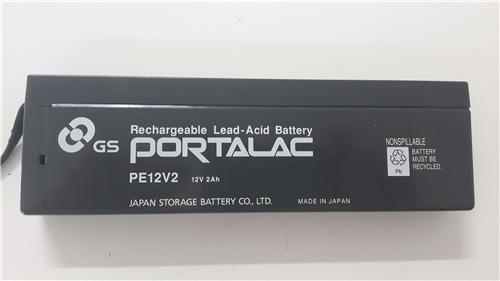 GS
Rechargeable Lead-Acid Battery
PORTALAC
PE12V2 12V 2Ah
JAPAN STORAGE BATTERY CO., LTD. MADE IN JAPAN
NONSPILLABLE
BATTERY
MUST BE
RECYCLED.
Pb